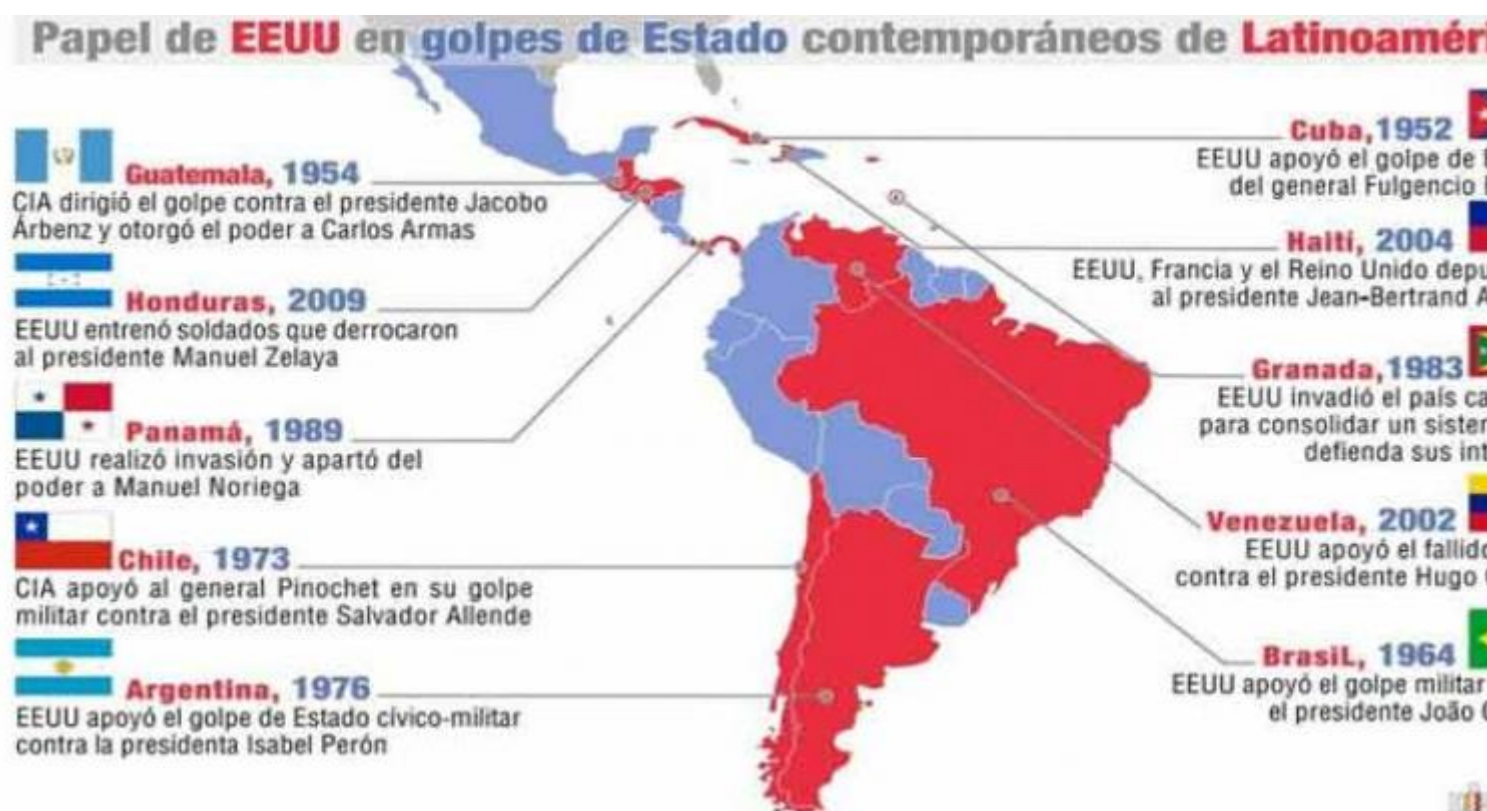 Papel de EEUU en golpes de Estado contemporáneos de Latinoaméri
Guatemala, 1954
CIA dirigió el golpe contra el presidente Jacobo
Árbenz y otorgó el poder a Carlos Armas
Honduras, 2009
EEUU entrenó soldados que derrocaron
al presidente Manuel Zelaya
Panamá, 1989
EEUU realizó invasión y apartó del
poder a Manuel Noriega
Chile, 1973
CIA apoyó al general Pinochet en su golpe
militar contra el presidente Salvador Allende
Argentina, 1976
EEUU apoyó el golpe de Estado cívico-militar
contra la presidenta Isabel Perón
Cuba,1952
EEUU apoyó el golpe de
del general Fulgencio
Haití, 2004
EEUU, Francia y el Reino Unido depu
al presidente Jean-Bertrand A
Granada,1983
EEUU invadió el país ca
para consolidar un sister
defienda sus int
Venezuela, 2002
EEUU apoyó el fallido
contra el presidente Hugo
BrasiL, 1964
EEUU apoyó el golpe militar
el presidente João